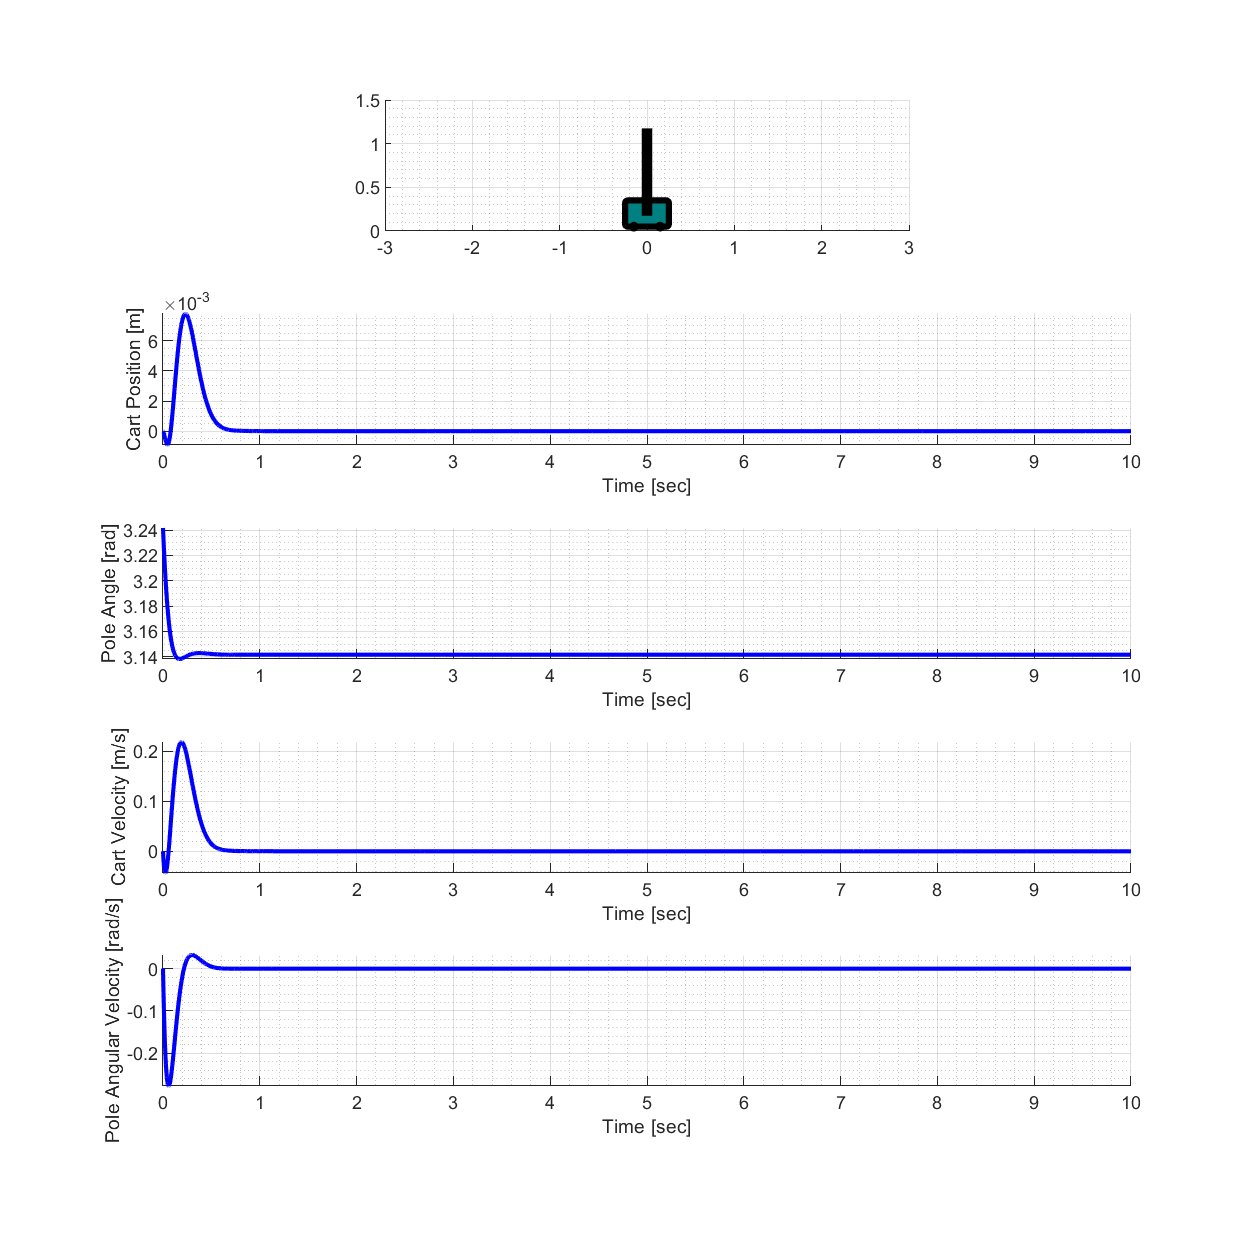 1.5
1
0.5
0
-3 -2 -1 0 1 2 3
×10-3
Cart Position [m]
6
4
2
0
0 1 2 3 4 5 6 7 8 9 10
Time [sec]
Pole Angle [rad]
3.24
3.22
3.2
3.18
3.16
3.14
0 1 2 3 4 5 6 7 8 9 10
Time [sec]
Cart Velocity [m/s]
0.2
0.1
0
0 1 2 3 4 5 6 7 8 9 10
Time [sec]
Pole Angular Velocity [rad/s]
0
-0.1
-0.2
0 1 2 3 4 5 6 7 8 9 10
Time [sec]